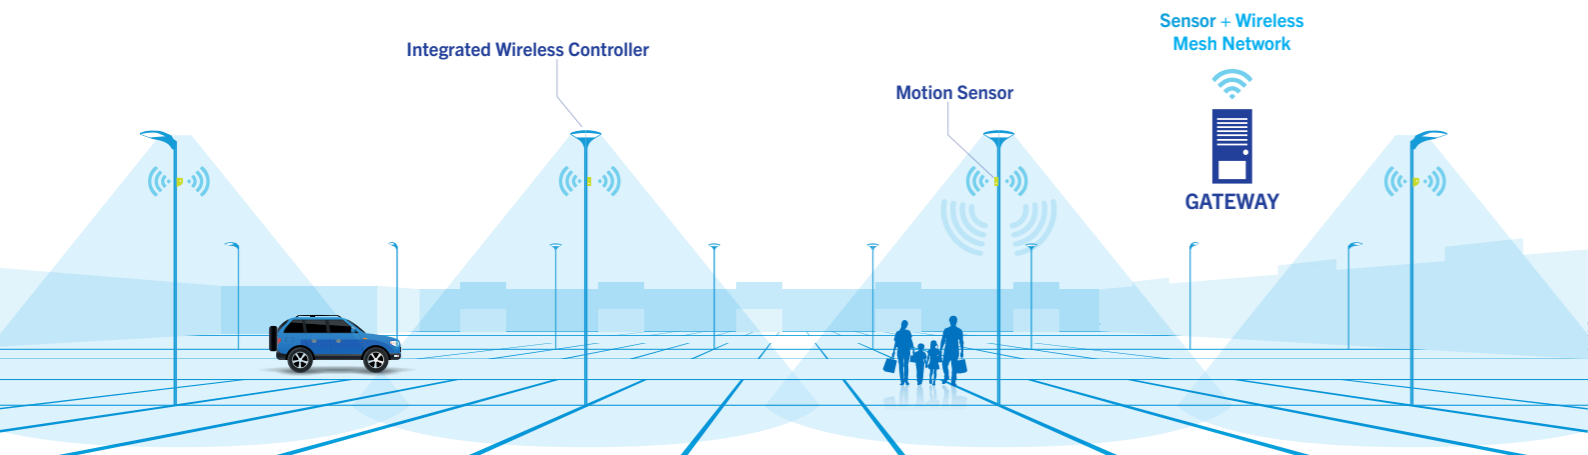 Sensor + Wireless
Mesh Network
Integrated Wireless Controller
Motion Sensor
GATEWAY